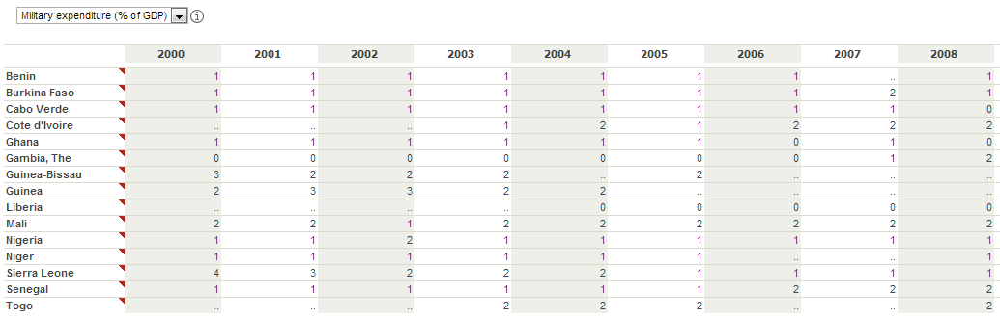 Military expenditure (% of GDP)
2000 2001 2002 2003 2004 2005 2006 2007 2008
Benin 1 1 1 1 1 1 1 .. 1
Burkina Faso 1 1 1 1 1 1 1 2 1
Cabo Verde 1 1 1 1 1 1 1 1 0
Cote d'Ivoire .. .. .. 1 2 1 2 2 2
Ghana 1 1 1 1 1 1 0 1 0
Gambia, The 0 0 0 0 0 0 0 1 2
Guinea-Bissau 3 2 2 2 .. 2 .. .. ..
Guinea 2 3 3 2 2 .. .. .. ..
Liberia .. .. .. .. 0 0 0 0 0
Mali 2 2 1 2 2 2 2 2 2
Nigeria 1 1 2 1 1 1 1 1 1
Niger 1 1 1 1 1 1 .. .. 1
Sierra Leone 4 3 2 2 2 1 1 1 1
Senegal 1 1 1 1 1 1 2 2 2
Togo .. .. .. 2 2 2 .. .. 2